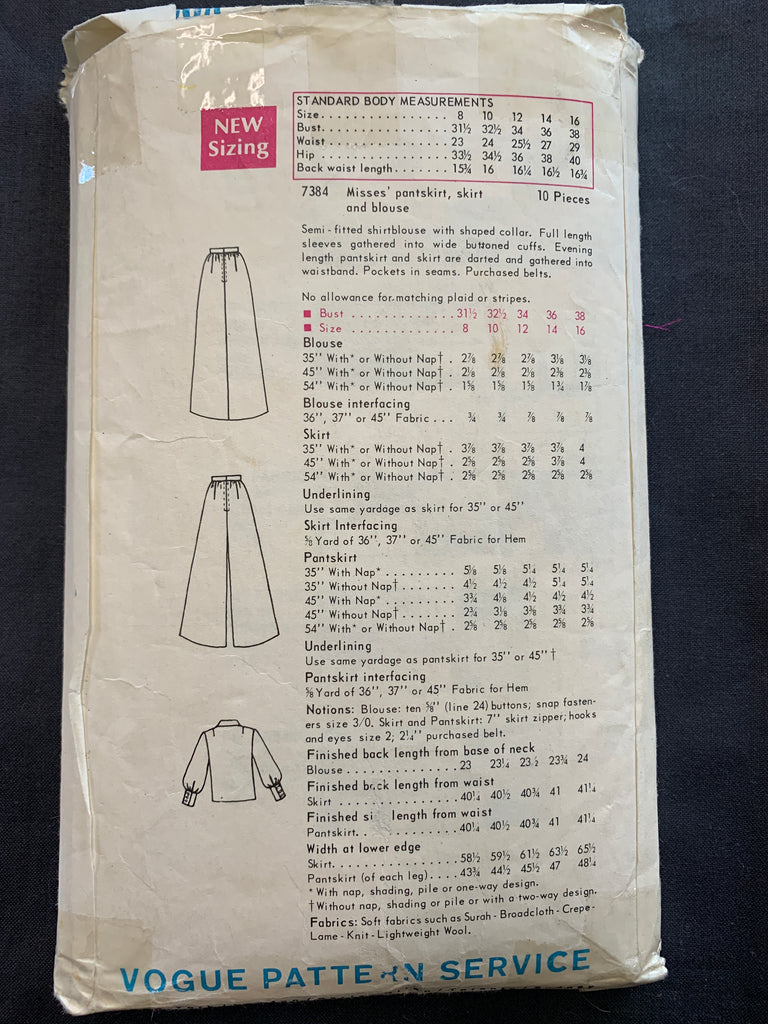 NEW
Sizing
STANDARD BODY MEASUREMENTS
Size................ 8 10 12 14 16
Bust................ 31½ 32½ 34 36 38
Waist............... 23 24 25½ 27 29
Hip................. 33½ 34½ 36 38 40
Back waist length...... 15¾ 16 16¼ 16½ 16¾
7384 Misses' pantskirt, skirt 10 Pieces
and blouse
Semi-fitted shirtblouse with shaped collar. Full length
sleeves gathered into wide buttoned cuffs. Evening
length pantskirt and skirt are darted and gathered into
waistband. Pockets in seams. Purchased belts.
No allowance for matching plaid or stripes.
■ Bust ............. 31½ 32½ 34 36 38
■ Size ............. 8 10 12 14 16
Blouse
35'' With* or Without Nap† . 2⅞ 2⅞ 2⅞ 3⅛ 3⅛
45'' With* or Without Nap† . 2⅛ 2⅛ 2⅛ 2⅜ 2⅜
54'' With* or Without Nap† . 1⅝ 1⅝ 1⅝ 1¾ 1⅞
Blouse interfacing
36'', 37'' or 45'' Fabric ... ¾ ¾ ⅞ ⅞ ⅞
Skirt
35'' With* or Without Nap† . 3⅞ 3⅞ 3⅞ 3⅞ 4
45'' With* or Without Nap† . 2⅝ 2⅝ 2⅝ 3⅞ 4
54'' With* or Without Nap† . 2⅝ 2⅝ 2⅝ 2⅝ 2⅝
Underlining
Use same yardage as skirt for 35'' or 45''
Skirt Interfacing
⅝ Yard of 36'', 37'' or 45'' Fabric for Hem
Pantskirt
35'' With Nap* ......... 5⅛ 5⅛ 5¼ 5¼ 5¼
35'' Without Nap† ....... 4½ 4½ 4½ 5¼ 5¼
45'' With Nap* ......... 3¾ 4⅛ 4½ 4½ 4½
45'' Without Nap† ....... 2¾ 3⅛ 3⅜ 3¾ 3¾
54'' With* or Without Nap† . 2⅝ 2⅝ 2⅝ 2⅝ 2⅝
Underlining
Use same yardage as pantskirt for 35'' or 45'' †
Pantskirt interfacing
⅝ Yard of 36'', 37'' or 45'' Fabric for Hem
Notions: Blouse: ten ⅝'' (line 24) buttons; snap fasten-
ers size 3/0. Skirt and Pantskirt: 7'' skirt zipper; hooks
and eyes size 2; 2¼'' purchased belt.
Finished back length from base of neck
Blouse .............. 23 23¼ 23½ 23¾ 24
Finished back length from waist
Skirt .............. 40¼ 40½ 40¾ 41 41¼
Finished si length from waist
Pantskirt............ 40¼ 40½ 40¾ 41 41¼
Width at lower edge
Skirt................ 58½ 59½ 61½ 63½ 65½
Pantskirt (of each leg).... 43¾ 44½ 45½ 47 48¼
* With nap, shading, pile or one-way design.
† Without nap, shading or pile or with a two-way design.
Fabrics: Soft fabrics such as Surah - Broadcloth - Crepe-
Lame - Knit - Lightweight Wool.
VOGUE PATTERN SERVICE